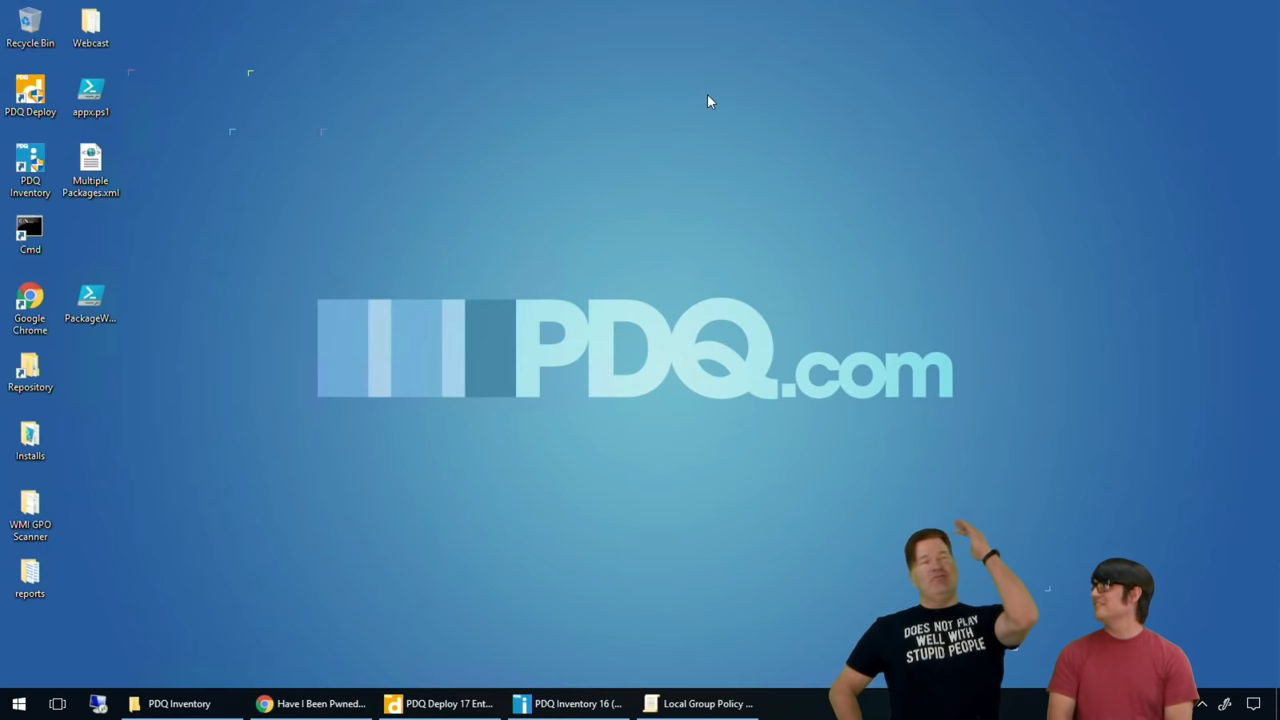 Recycle Bin
Webcast
PDQ Deploy
appx.ps1
PDQ
Inventory
Multiple
Packages.xml
Cmd
Google
Chrome
PackageW...
Repository
Installs
WMI GPO
Scanner
reports
PDQ.com
DOES NOT PLAY
WELL WITH
STUPID PEOPLE
PDQ Inventory
Have I Been Pwned...
PDQ Deploy 17 Ent...
PDQ Inventory 16 (...
Local Group Policy ...